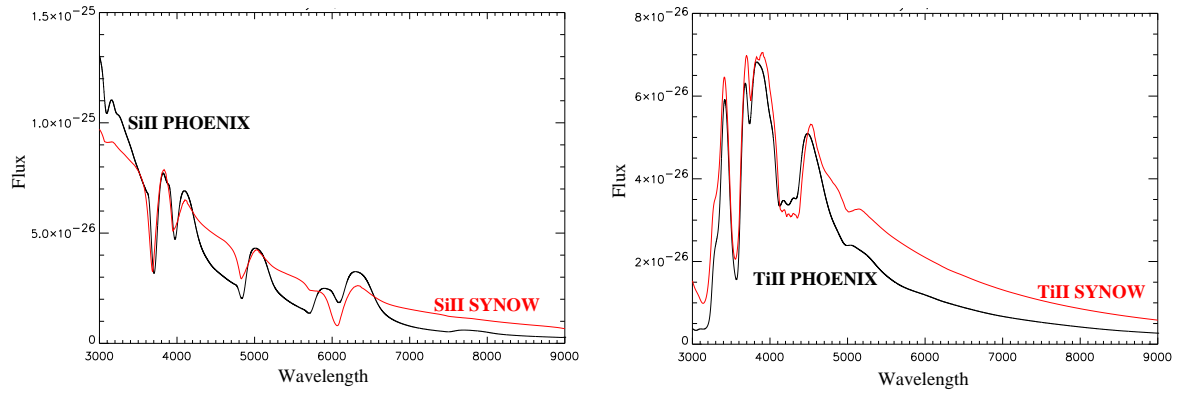 1.5×10⁻²⁵
1.0×10⁻²⁵
5.0×10⁻²⁶
0
Flux
SiII PHOENIX
SiII SYNOW
3000 4000 5000 6000 7000 8000 9000
Wavelength
8×10⁻²⁶
6×10⁻²⁶
4×10⁻²⁶
2×10⁻²⁶
0
Flux
TiII PHOENIX
TiII SYNOW
3000 4000 5000 6000 7000 8000 9000
Wavelength